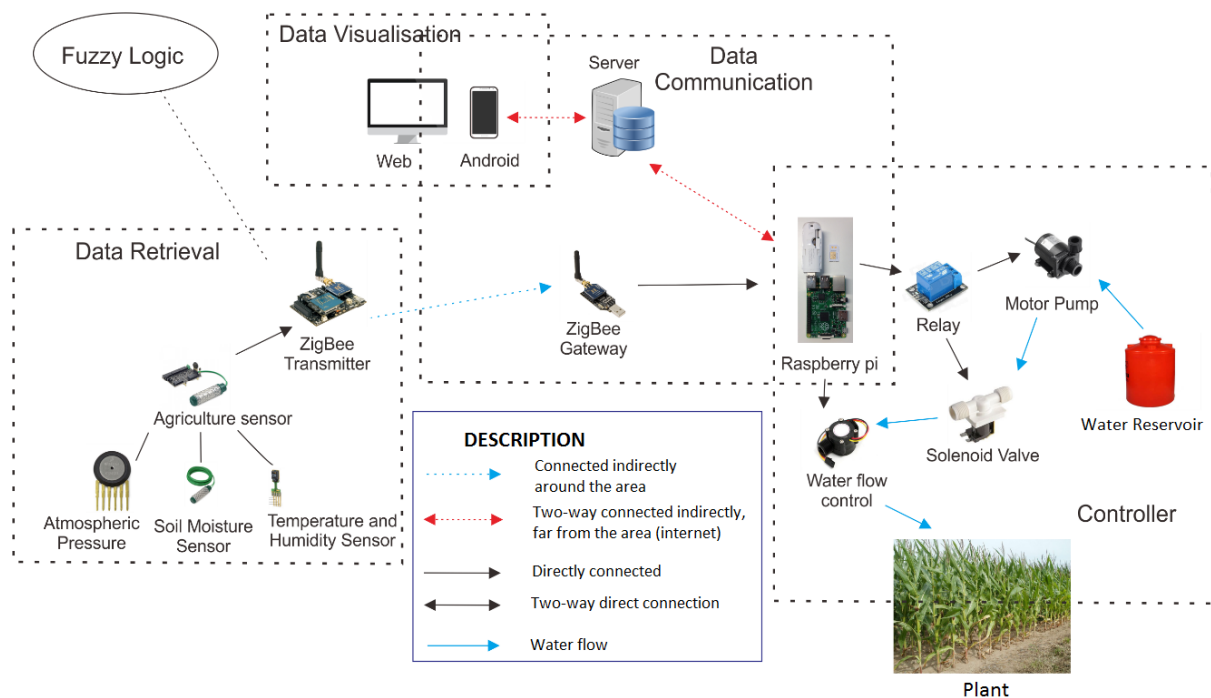 Fuzzy Logic
Data Visualisation
Web
Android
Server
Data
Communication
Data Retrieval
ZigBee
Transmitter
Agriculture sensor
Atmospheric
Pressure
Soil Moisture
Sensor
Temperature and
Humidity Sensor
ZigBee
Gateway
Raspberry pi
Relay
Motor Pump
Water Reservoir
Solenoid Valve
Water flow
control
Controller
Plant
DESCRIPTION
Connected indirectly
around the area
Two-way connected indirectly,
far from the area (internet)
Directly connected
Two-way direct connection
Water flow